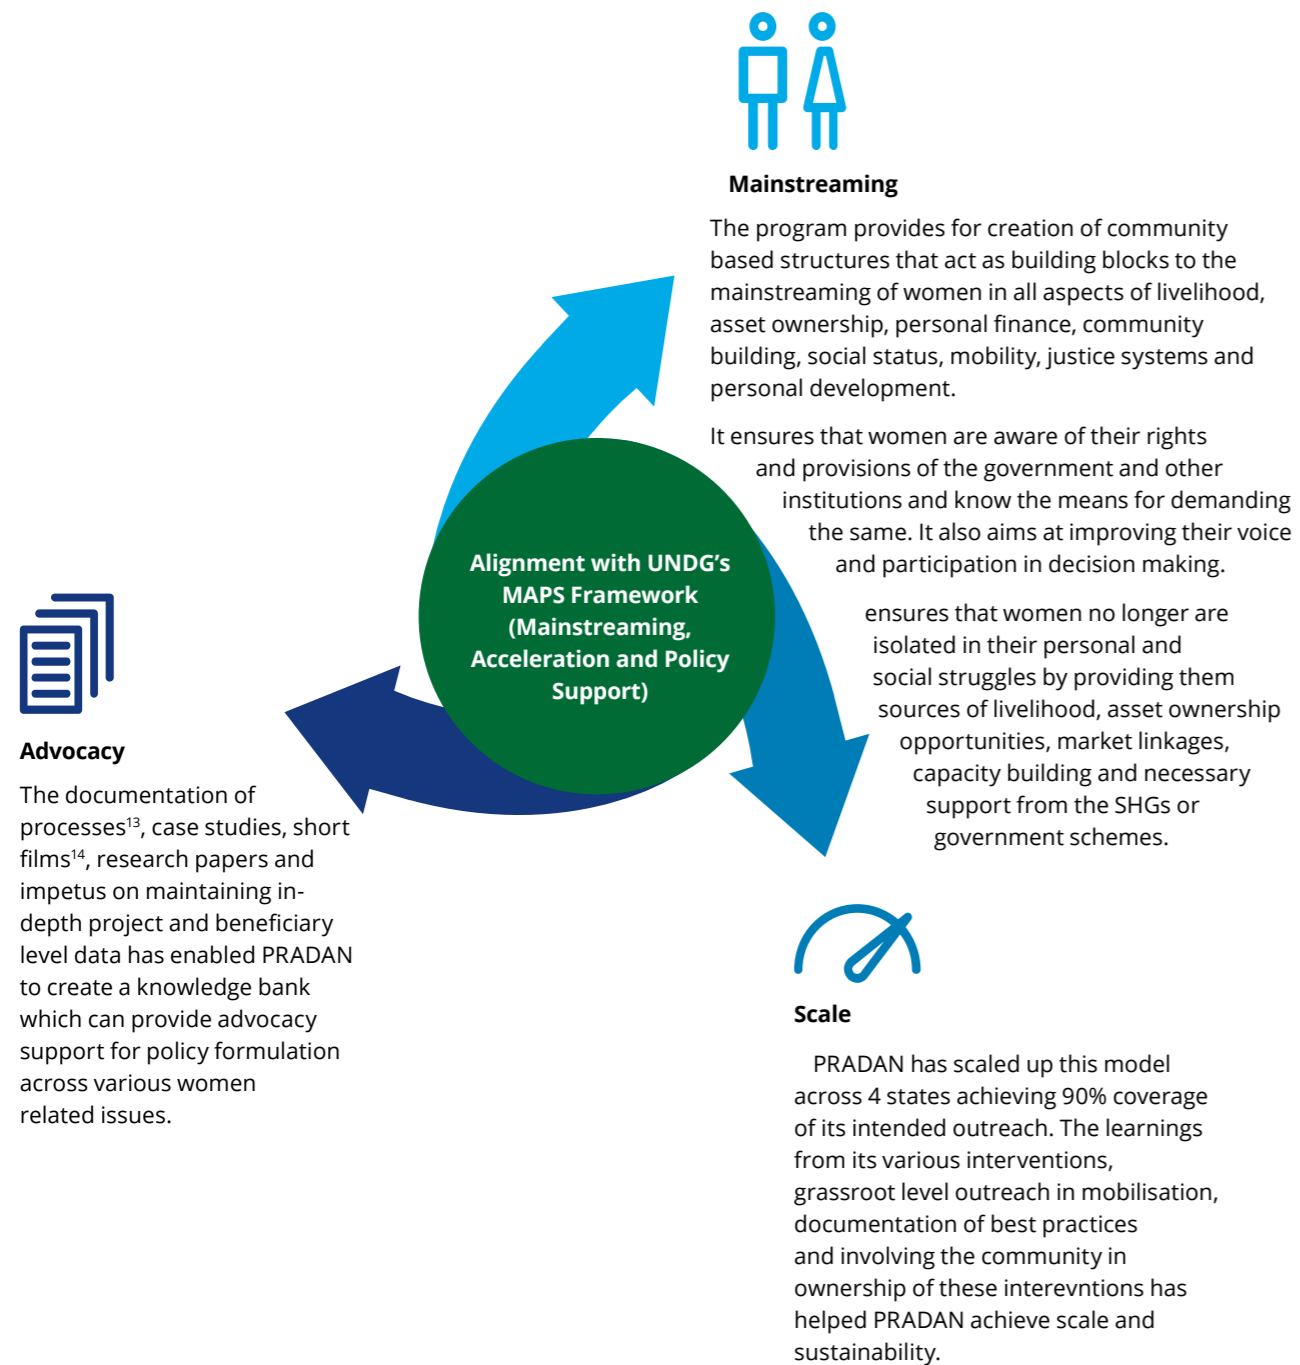 Mainstreaming
The program provides for creation of community
based structures that act as building blocks to the
mainstreaming of women in all aspects of livelihood,
asset ownership, personal finance, community
building, social status, mobility, justice systems and
personal development.
It ensures that women are aware of their rights
and provisions of the government and other
institutions and know the means for demanding
the same. It also aims at improving their voice
and participation in decision making.
ensures that women no longer are
isolated in their personal and
social struggles by providing them
sources of livelihood, asset ownership
opportunities, market linkages,
capacity building and necessary
support from the SHGs or
government schemes.
Alignment with UNDG’s
MAPS Framework
(Mainstreaming,
Acceleration and Policy
Support)
Advocacy
The documentation of
processes¹³, case studies, short
films¹⁴, research papers and
impetus on maintaining in-
depth project and beneficiary
level data has enabled PRADAN
to create a knowledge bank
which can provide advocacy
support for policy formulation
across various women
related issues.
Scale
PRADAN has scaled up this model
across 4 states achieving 90% coverage
of its intended outreach. The learnings
from its various interventions,
grassroot level outreach in mobilisation,
documentation of best practices
and involving the community in
ownership of these interevntions has
helped PRADAN achieve scale and
sustainability.